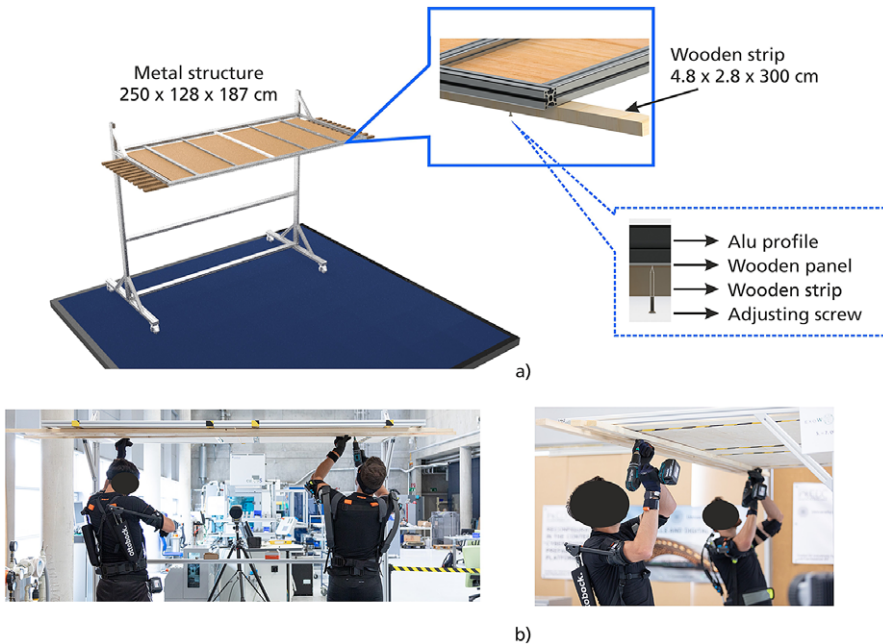 Metal structure
250 x 128 x 187 cm
Wooden strip
4.8 x 2.8 x 300 cm
Alu profile
Wooden panel
Wooden strip
Adjusting screw
a)
ottobock.
ottobock.
b)